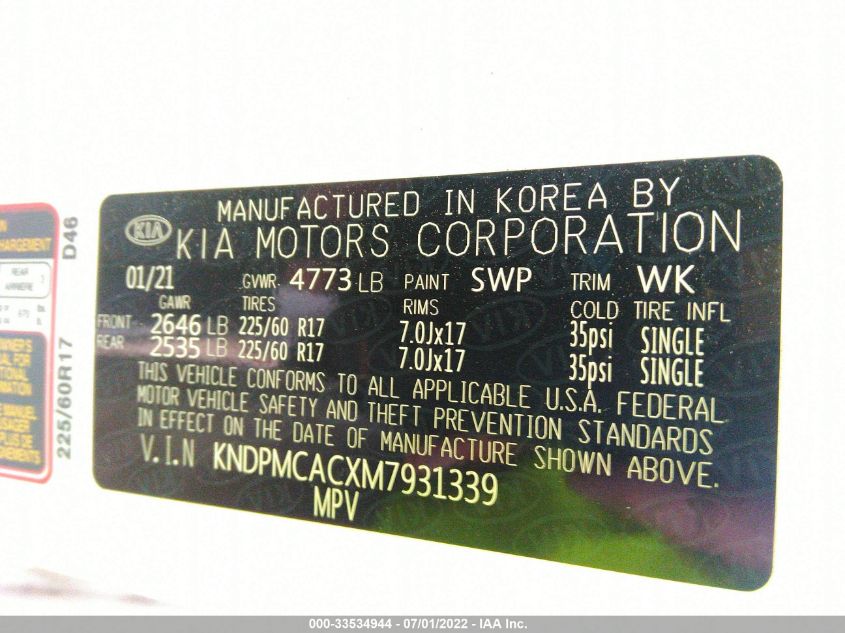 MANUFACTURED IN KOREA BY
KIA KIA MOTORS CORPORATION
01/21 GVWR 4773 LB PAINT SWP TRIM WK
GAWR TIRES RIMS COLD TIRE INFL
FRONT 2646 LB 225/60 R17 7.0Jx17 35psi SINGLE
REAR 2535 LB 225/60 R17 7.0Jx17 35psi SINGLE
THIS VEHICLE CONFORMS TO ALL APPLICABLE U.S.A. FEDERAL
MOTOR VEHICLE SAFETY AND THEFT PREVENTION STANDARDS
IN EFFECT ON THE DATE OF MANUFACTURE SHOWN ABOVE.
V.I.N KNDPMCACXM7931339
MPV
D46
225/60R17
REAR
000-33534944 - 07/01/2022 - IAA Inc.